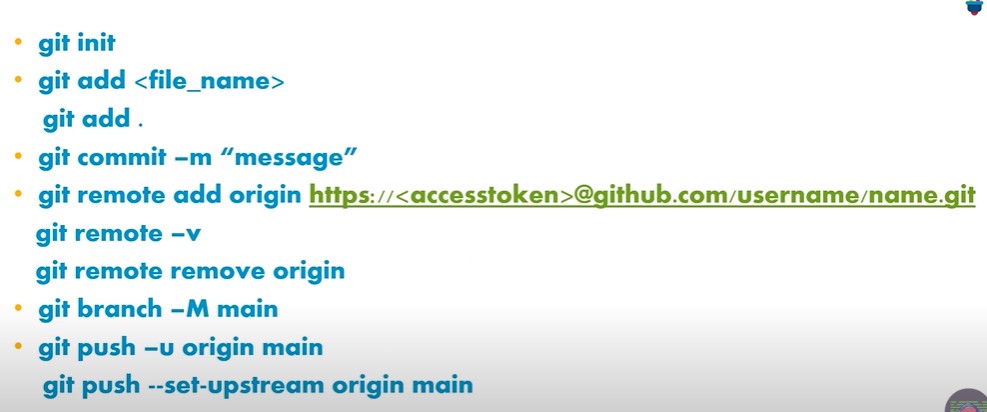 • git init
• git add <file_name>
git add .
• git commit –m “message”
• git remote add origin https://<accesstoken>@github.com/username/name.git
git remote –v
git remote remove origin
• git branch –M main
• git push –u origin main
git push --set-upstream origin main